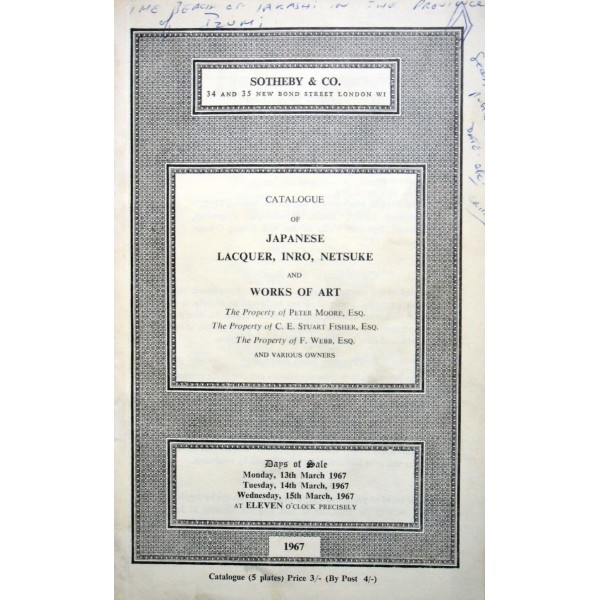 THE BEACH OF TAKASHI IN THE PROVINCE
of IZUMI
SOTHEBY & CO.
34 AND 35 NEW BOND STREET LONDON W1
CATALOGUE
OF
JAPANESE
LACQUER, INRO, NETSUKE
AND
WORKS OF ART
The Property of PETER MOORE, ESQ.
The Property of C. E. STUART FISHER, ESQ.
The Property of F. WEBB, ESQ.
AND VARIOUS OWNERS
Days of Sale
Monday, 13th March 1967
Tuesday, 14th March, 1967
Wednesday, 15th March, 1967
AT ELEVEN O'CLOCK PRECISELY
1967
Catalogue (5 plates) Price 3/- (By Post 4/-)